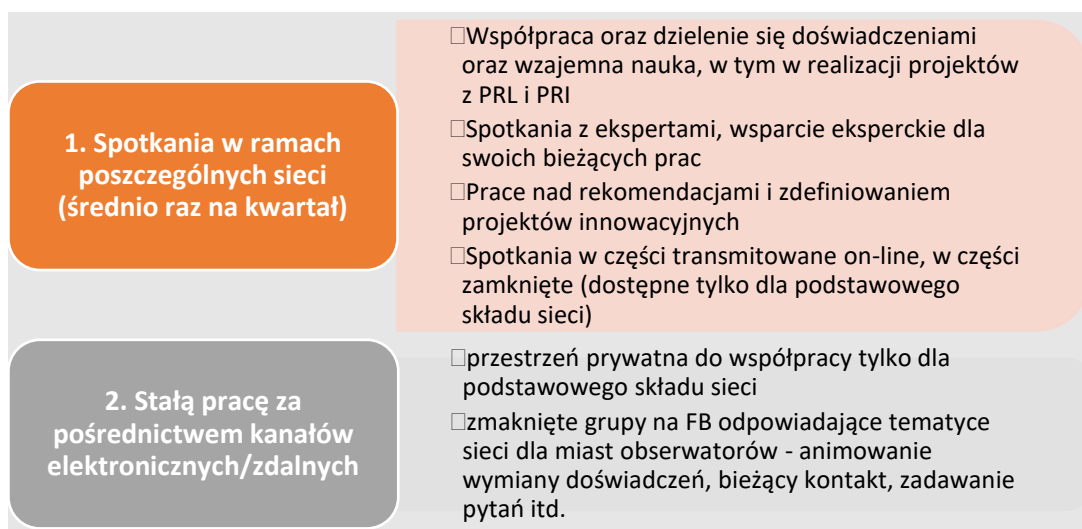 1. Spotkania w ramach
poszczególnych sieci
(średnio raz na kwartał)
□Współpraca oraz dzielenie się doświadczeniami
oraz wzajemna nauka, w tym w realizacji projektów
z PRL i PRI
□Spotkania z ekspertami, wsparcie eksperckie dla
swoich bieżących prac
□Prace nad rekomendacjami i zdefiniowaniem
projektów innowacyjnych
□Spotkania w części transmitowane on-line, w części
zamknięte (dostępne tylko dla podstawowego
składu sieci)
2. Stałą pracę za
pośrednictwem kanałów
elektronicznych/zdalnych
□przestrzeń prywatna do współpracy tylko dla
podstawowego składu sieci
□zmaknięte grupy na FB odpowiadające tematyce
sieci dla miast obserwatorów - animowanie
wymiany doświadczeń, bieżący kontakt, zadawanie
pytań itd.